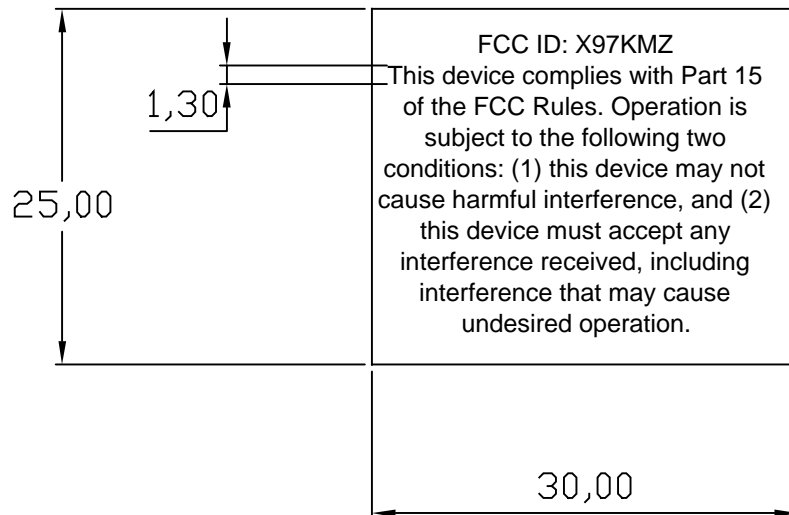 FCC ID: X97KMZ
This device complies with Part 15
of the FCC Rules. Operation is
subject to the following two
conditions: (1) this device may not
cause harmful interference, and (2)
this device must accept any
interference received, including
interference that may cause
undesired operation.
1,30
25,00
30,00